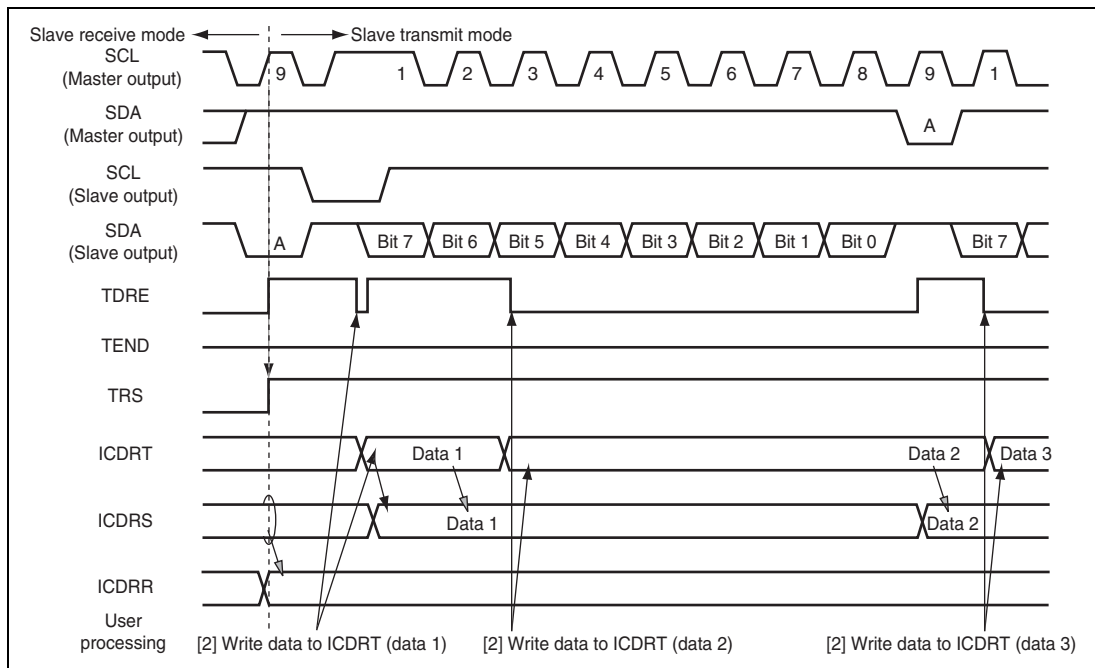 Slave receive mode
Slave transmit mode
SCL
(Master output)
9 1 2 3 4 5 6 7 8 9 1
SDA
(Master output)
A
SCL
(Slave output)
SDA
(Slave output)
A Bit 7 Bit 6 Bit 5 Bit 4 Bit 3 Bit 2 Bit 1 Bit 0 Bit 7
TDRE
TEND
TRS
ICDRT
Data 1 Data 2 Data 3
ICDRS
Data 1 Data 2
ICDRR
User
processing
[2] Write data to ICDRT (data 1) [2] Write data to ICDRT (data 2) [2] Write data to ICDRT (data 3)